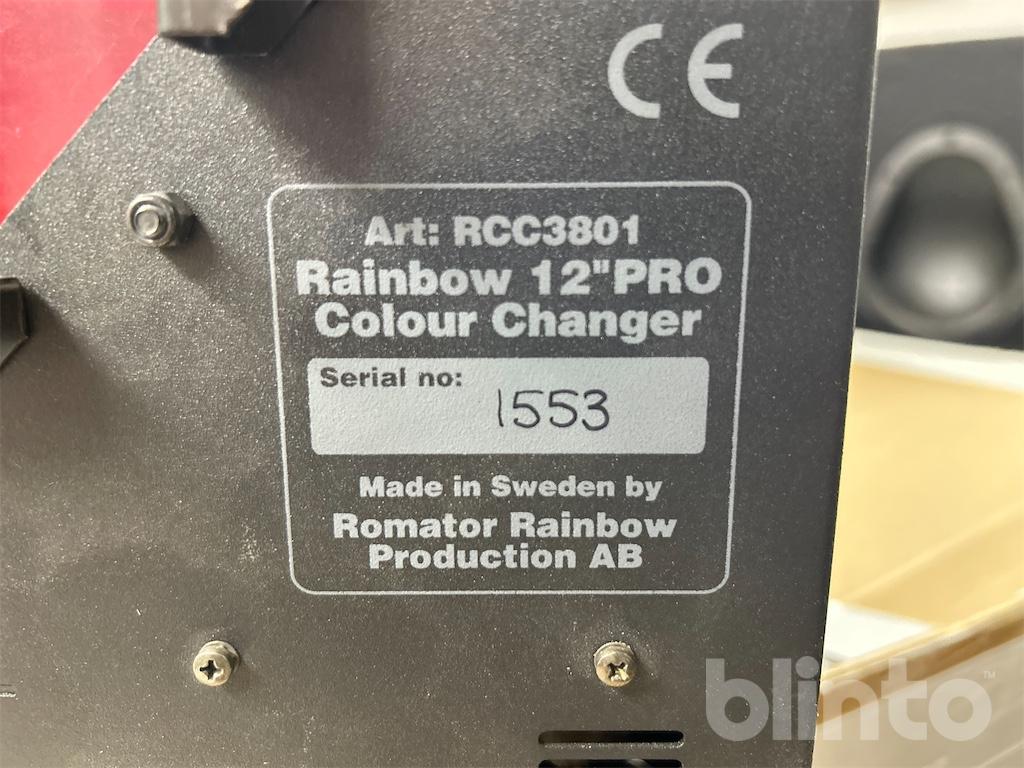 CE
Art: RCC3801
Rainbow 12"PRO
Colour Changer
Serial no:
1553
Made in Sweden by
Romator Rainbow
Production AB
blinto™